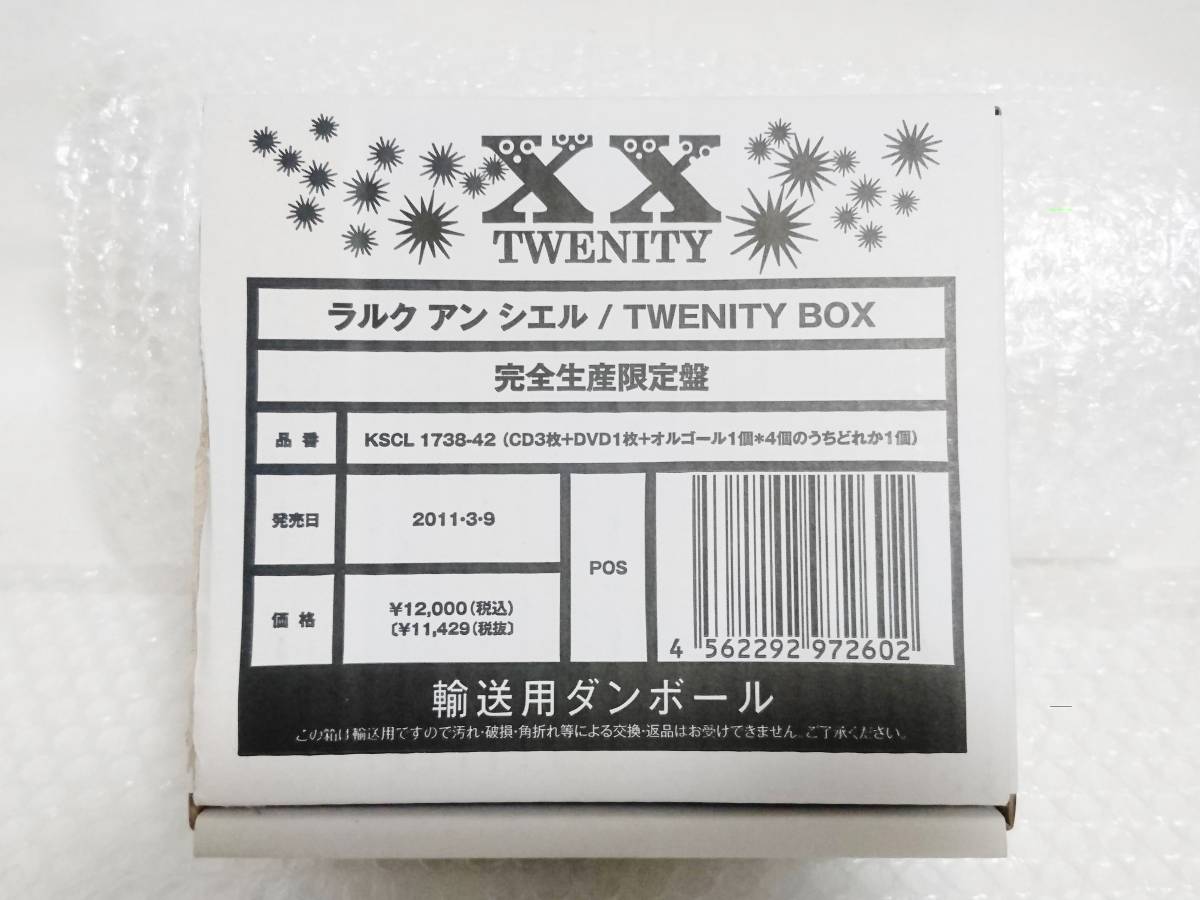 XX
TWENITY
ラルク アン シエル / TWENITY BOX
完全生産限定盤
品番 KSCL 1738-42（CD3枚+DVD1枚+オルゴール1個*4個のうちどれか1個）
発売日 2011・3・9
価格 ¥12,000（税込）
〔¥11,429（税抜〕
POS
4 562292 972602
輸送用ダンボール
この箱は輸送用ですので汚れ・破損・角折れ等による交換・返品はお受けできません。ご了承ください。